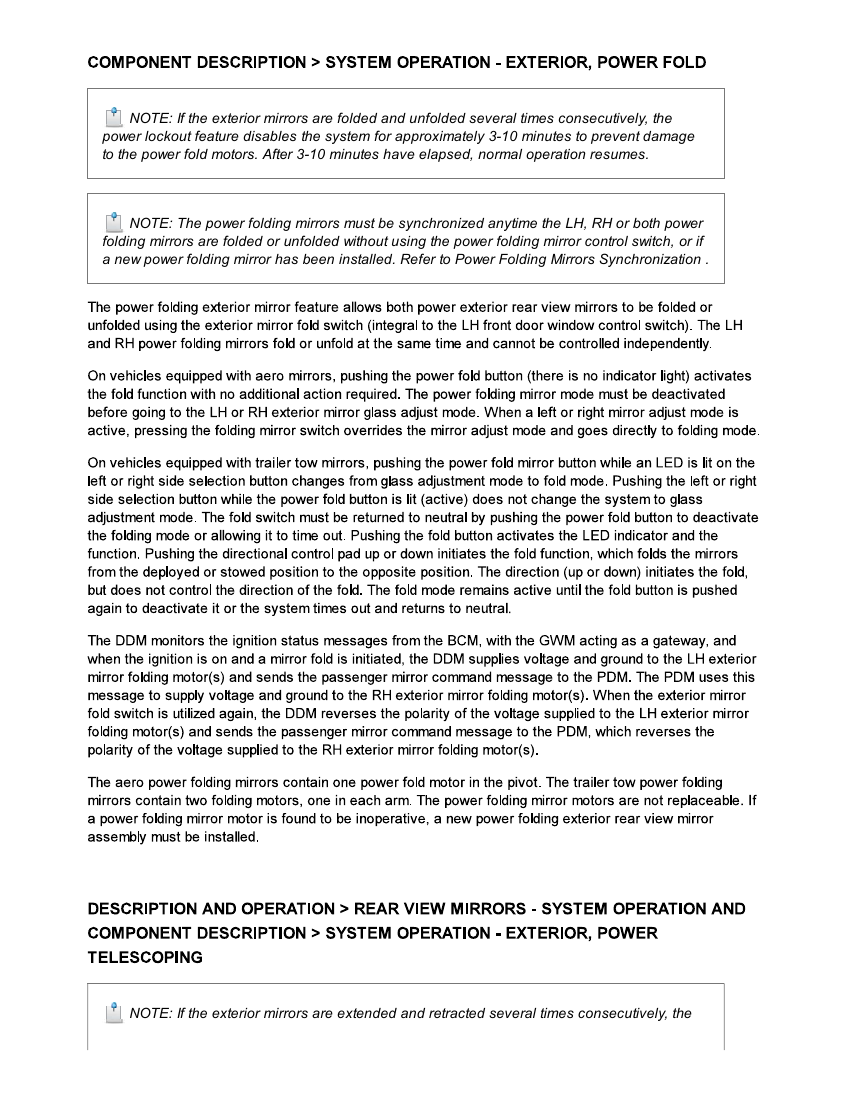 COMPONENT DESCRIPTION > SYSTEM OPERATION - EXTERIOR, POWER FOLD
NOTE: If the exterior mirrors are folded and unfolded several times consecutively, the
power lockout feature disables the system for approximately 3-10 minutes to prevent damage
to the power fold motors. After 3-10 minutes have elapsed, normal operation resumes.
NOTE: The power folding mirrors must be synchronized anytime the LH, RH or both power
folding mirrors are folded or unfolded without using the power folding mirror control switch, or if
a new power folding mirror has been installed. Refer to Power Folding Mirrors Synchronization .
The power folding exterior mirror feature allows both power exterior rear view mirrors to be folded or
unfolded using the exterior mirror fold switch (integral to the LH front door window control switch). The LH
and RH power folding mirrors fold or unfold at the same time and cannot be controlled independently.
On vehicles equipped with aero mirrors, pushing the power fold button (there is no indicator light) activates
the fold function with no additional action required. The power folding mirror mode must be deactivated
before going to the LH or RH exterior mirror glass adjust mode. When a left or right mirror adjust mode is
active, pressing the folding mirror switch overrides the mirror adjust mode and goes directly to folding mode.
On vehicles equipped with trailer tow mirrors, pushing the power fold mirror button while an LED is lit on the
left or right side selection button changes from glass adjustment mode to fold mode. Pushing the left or right
side selection button while the power fold button is lit (active) does not change the system to glass
adjustment mode. The fold switch must be returned to neutral by pushing the power fold button to deactivate
the folding mode or allowing it to time out. Pushing the fold button activates the LED indicator and the
function. Pushing the directional control pad up or down initiates the fold function, which folds the mirrors
from the deployed or stowed position to the opposite position. The direction (up or down) initiates the fold,
but does not control the direction of the fold. The fold mode remains active until the fold button is pushed
again to deactivate it or the system times out and returns to neutral.
The DDM monitors the ignition status messages from the BCM, with the GWM acting as a gateway, and
when the ignition is on and a mirror fold is initiated, the DDM supplies voltage and ground to the LH exterior
mirror folding motor(s) and sends the passenger mirror command message to the PDM. The PDM uses this
message to supply voltage and ground to the RH exterior mirror folding motor(s). When the exterior mirror
fold switch is utilized again, the DDM reverses the polarity of the voltage supplied to the LH exterior mirror
folding motor(s) and sends the passenger mirror command message to the PDM, which reverses the
polarity of the voltage supplied to the RH exterior mirror folding motor(s).
The aero power folding mirrors contain one power fold motor in the pivot. The trailer tow power folding
mirrors contain two folding motors, one in each arm. The power folding mirror motors are not replaceable. If
a power folding mirror motor is found to be inoperative, a new power folding exterior rear view mirror
assembly must be installed.
DESCRIPTION AND OPERATION > REAR VIEW MIRRORS - SYSTEM OPERATION AND
COMPONENT DESCRIPTION > SYSTEM OPERATION - EXTERIOR, POWER
TELESCOPING
NOTE: If the exterior mirrors are extended and retracted several times consecutively, the